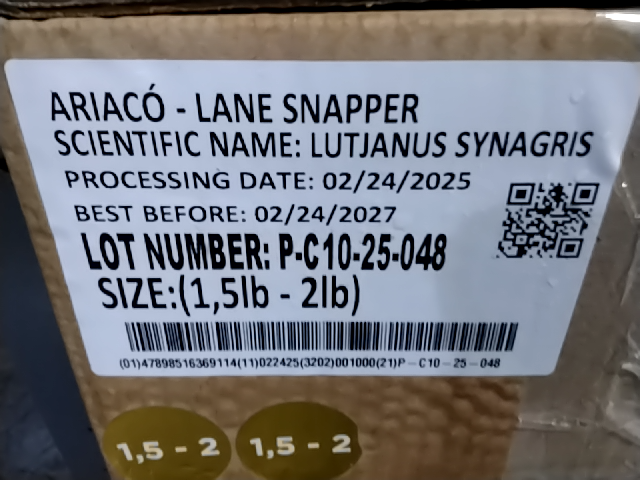 ARIACÓ - LANE SNAPPER
SCIENTIFIC NAME: LUTJANUS SYNAGRIS
PROCESSING DATE: 02/24/2025
BEST BEFORE: 02/24/2027
LOT NUMBER: P-C10-25-048
SIZE:(1,5lb - 2lb)
(01)47898516369114(11)022425(3202)001000(21)P-C10-25-048
1,5 - 2 1,5 - 2